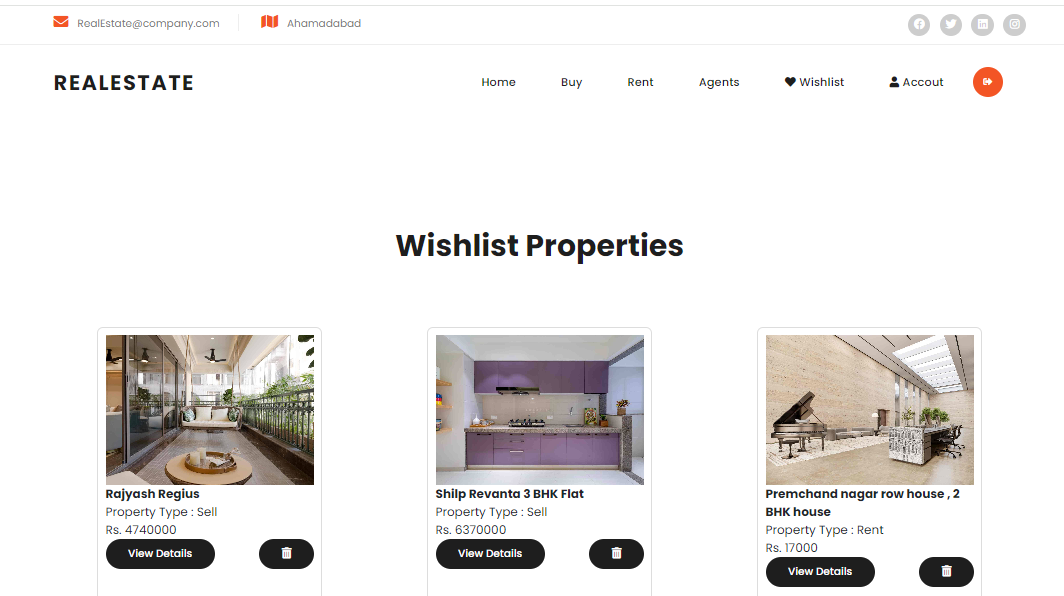 RealEstate@company.com Ahamadabad
REALESTATE
Home Buy Rent Agents Wishlist Accout
Wishlist Properties
Rajyash Regius
Property Type : Sell
Rs. 4740000
View Details
Shilp Revanta 3 BHK Flat
Property Type : Sell
Rs. 6370000
View Details
Premchand nagar row house , 2
BHK house
Property Type : Rent
Rs. 17000
View Details